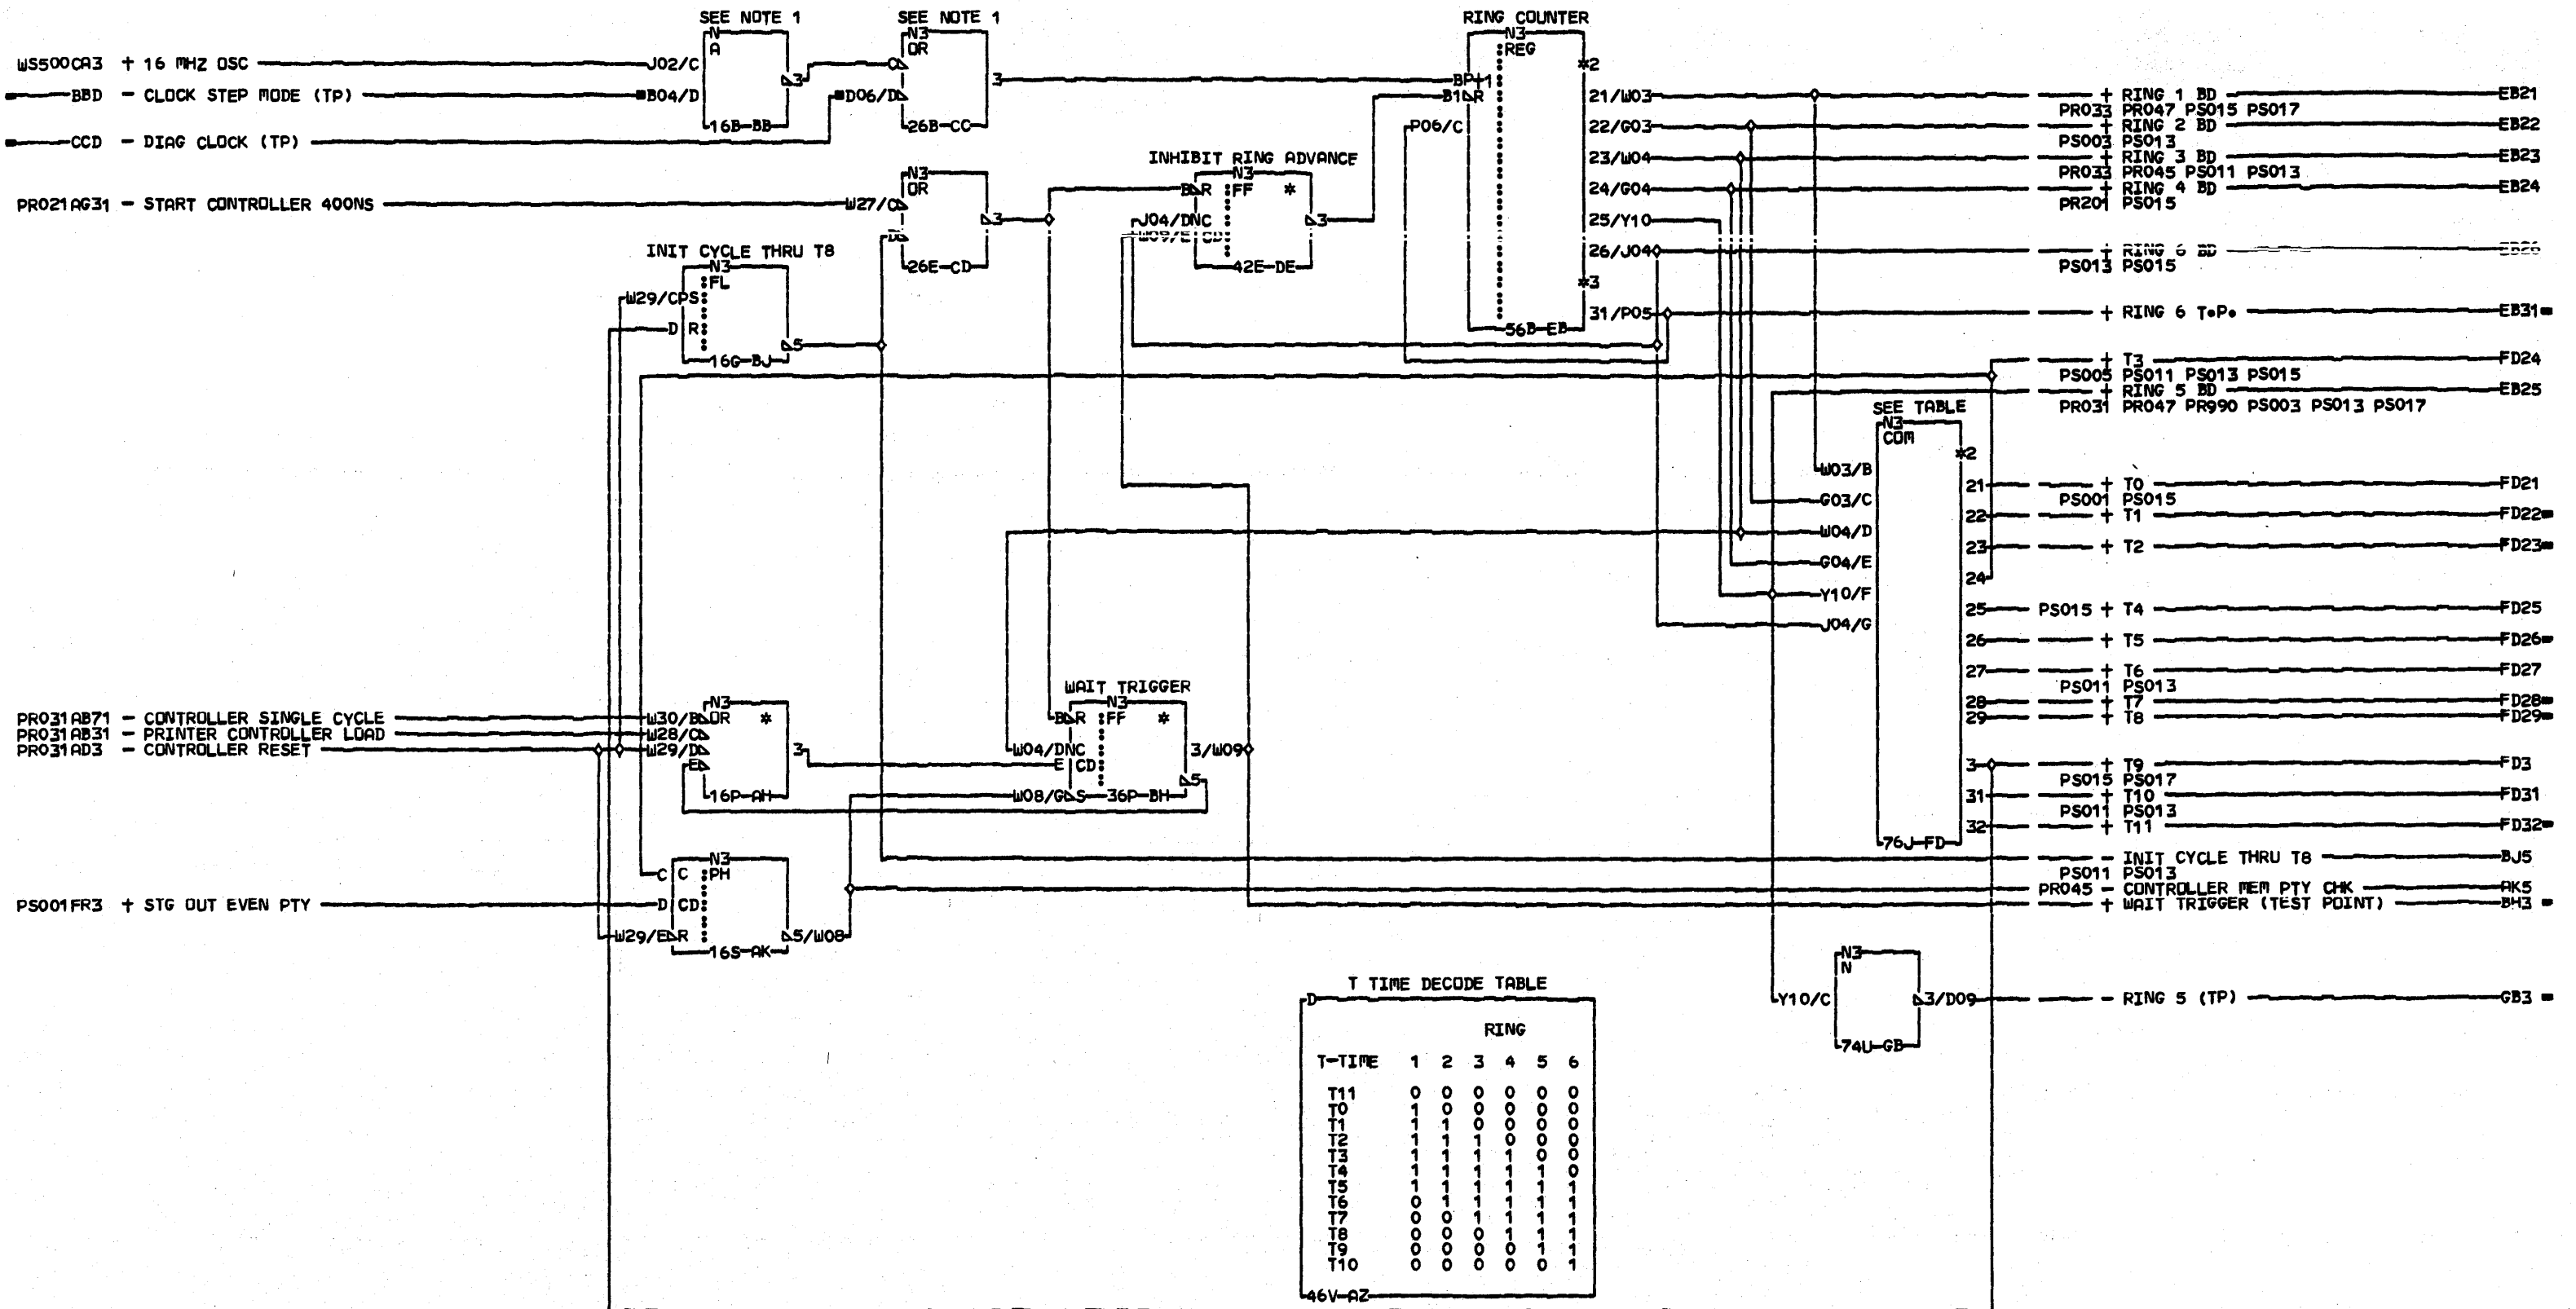 SEE NOTE 1
N
A
WS500CA3 + 16 MHZ OSC J02/C
BBD - CLOCK STEP MODE (TP) B04/D
3
16B-BB
CCD - DIAG CLOCK (TP)
SEE NOTE 1
N3
OR
C
D06/D
3
26B-CC
PR021AG31 - START CONTROLLER 400NS W27/C
N3
OR
D
3
26E-CD
INIT CYCLE THRU T8
N3
FL
W29/CPS
D R
5
16G-BJ
INHIBIT RING ADVANCE
N3
B R FF *
J04/DNC
W09/E CD
3
42E-DE
RING COUNTER
N3
REG
*2
BP+1
B1 R
P06/C
21/W03
22/G03
23/W04
24/G04
25/Y10
26/J04
*3
31/P05
56B-EB
+ RING 1 BD EB21
PR033 PR047 PS015 PS017
+ RING 2 BD EB22
PS003 PS013
+ RING 3 BD EB23
PR033 PR045 PS011 PS013
+ RING 4 BD EB24
PR201 PS015
+ RING 6 BD EB26
PS013 PS015
+ RING 6 T.P. EB31
+ T3 FD24
PS005 PS011 PS013 PS015
+ RING 5 BD EB25
PR031 PR047 PR990 PS003 PS013 PS017
SEE TABLE
N3
COM
*2
W03/B
G03/C
W04/D
G04/E
Y10/F
J04/G
21 + T0 FD21
PS001 PS015
22 + T1 FD22
23 + T2 FD23
24
25 PS015 + T4 FD25
26 + T5 FD26
27 + T6 FD27
PS011 PS013
28 + T7 FD28
29 + T8 FD29
3 + T9 FD3
PS015 PS017
31 + T10 FD31
PS011 PS013
32 + T11 FD32
76J-FD
- INIT CYCLE THRU T8 BJ5
PS011 PS013
PR045 - CONTROLLER MEM PTY CHK AK5
+ WAIT TRIGGER (TEST POINT) BH3
PR031AB71 - CONTROLLER SINGLE CYCLE W30/B
PR031AB31 - PRINTER CONTROLLER LOAD W28/C
PR031AD3 - CONTROLLER RESET W29/D
E
N3
OR *
3
16P-AH
WAIT TRIGGER
N3
B R FF *
W04/DNC
E CD
W08/G S
3/W09
5
36P-BH
N3
C C PH
PS001FR3 + STG OUT EVEN PTY D CD
W29/E R
5/W08
16S-AK
N3
N
Y10/C
3/D09 - RING 5 (TP) GB3
74U-GB
T TIME DECODE TABLE
D
RING
T-TIME 1 2 3 4 5 6
T11 0 0 0 0 0 0
T0 1 0 0 0 0 0
T1 1 1 0 0 0 0
T2 1 1 1 0 0 0
T3 1 1 1 1 0 0
T4 1 1 1 1 1 0
T5 1 1 1 1 1 1
T6 0 1 1 1 1 1
T7 0 0 1 1 1 1
T8 0 0 0 1 1 1
T9 0 0 0 0 1 1
T10 0 0 0 0 0 1
46V-AZ